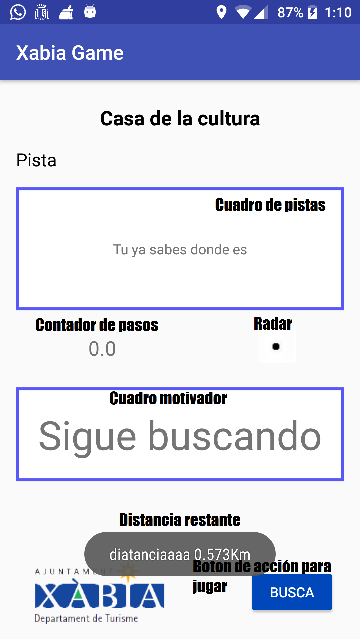 87% 1:10
Xabia Game
Casa de la cultura
Pista
Cuadro de pistas
Tu ya sabes donde es
Contador de pasos
Radar
0.0
Cuadro motivador
Sigue buscando
Distancia restante
diatanciaaaa 0.573Km
Boton de acción para
jugar
AJUNTAMENT
XÀBIA
Departament de Turisme
BUSCA